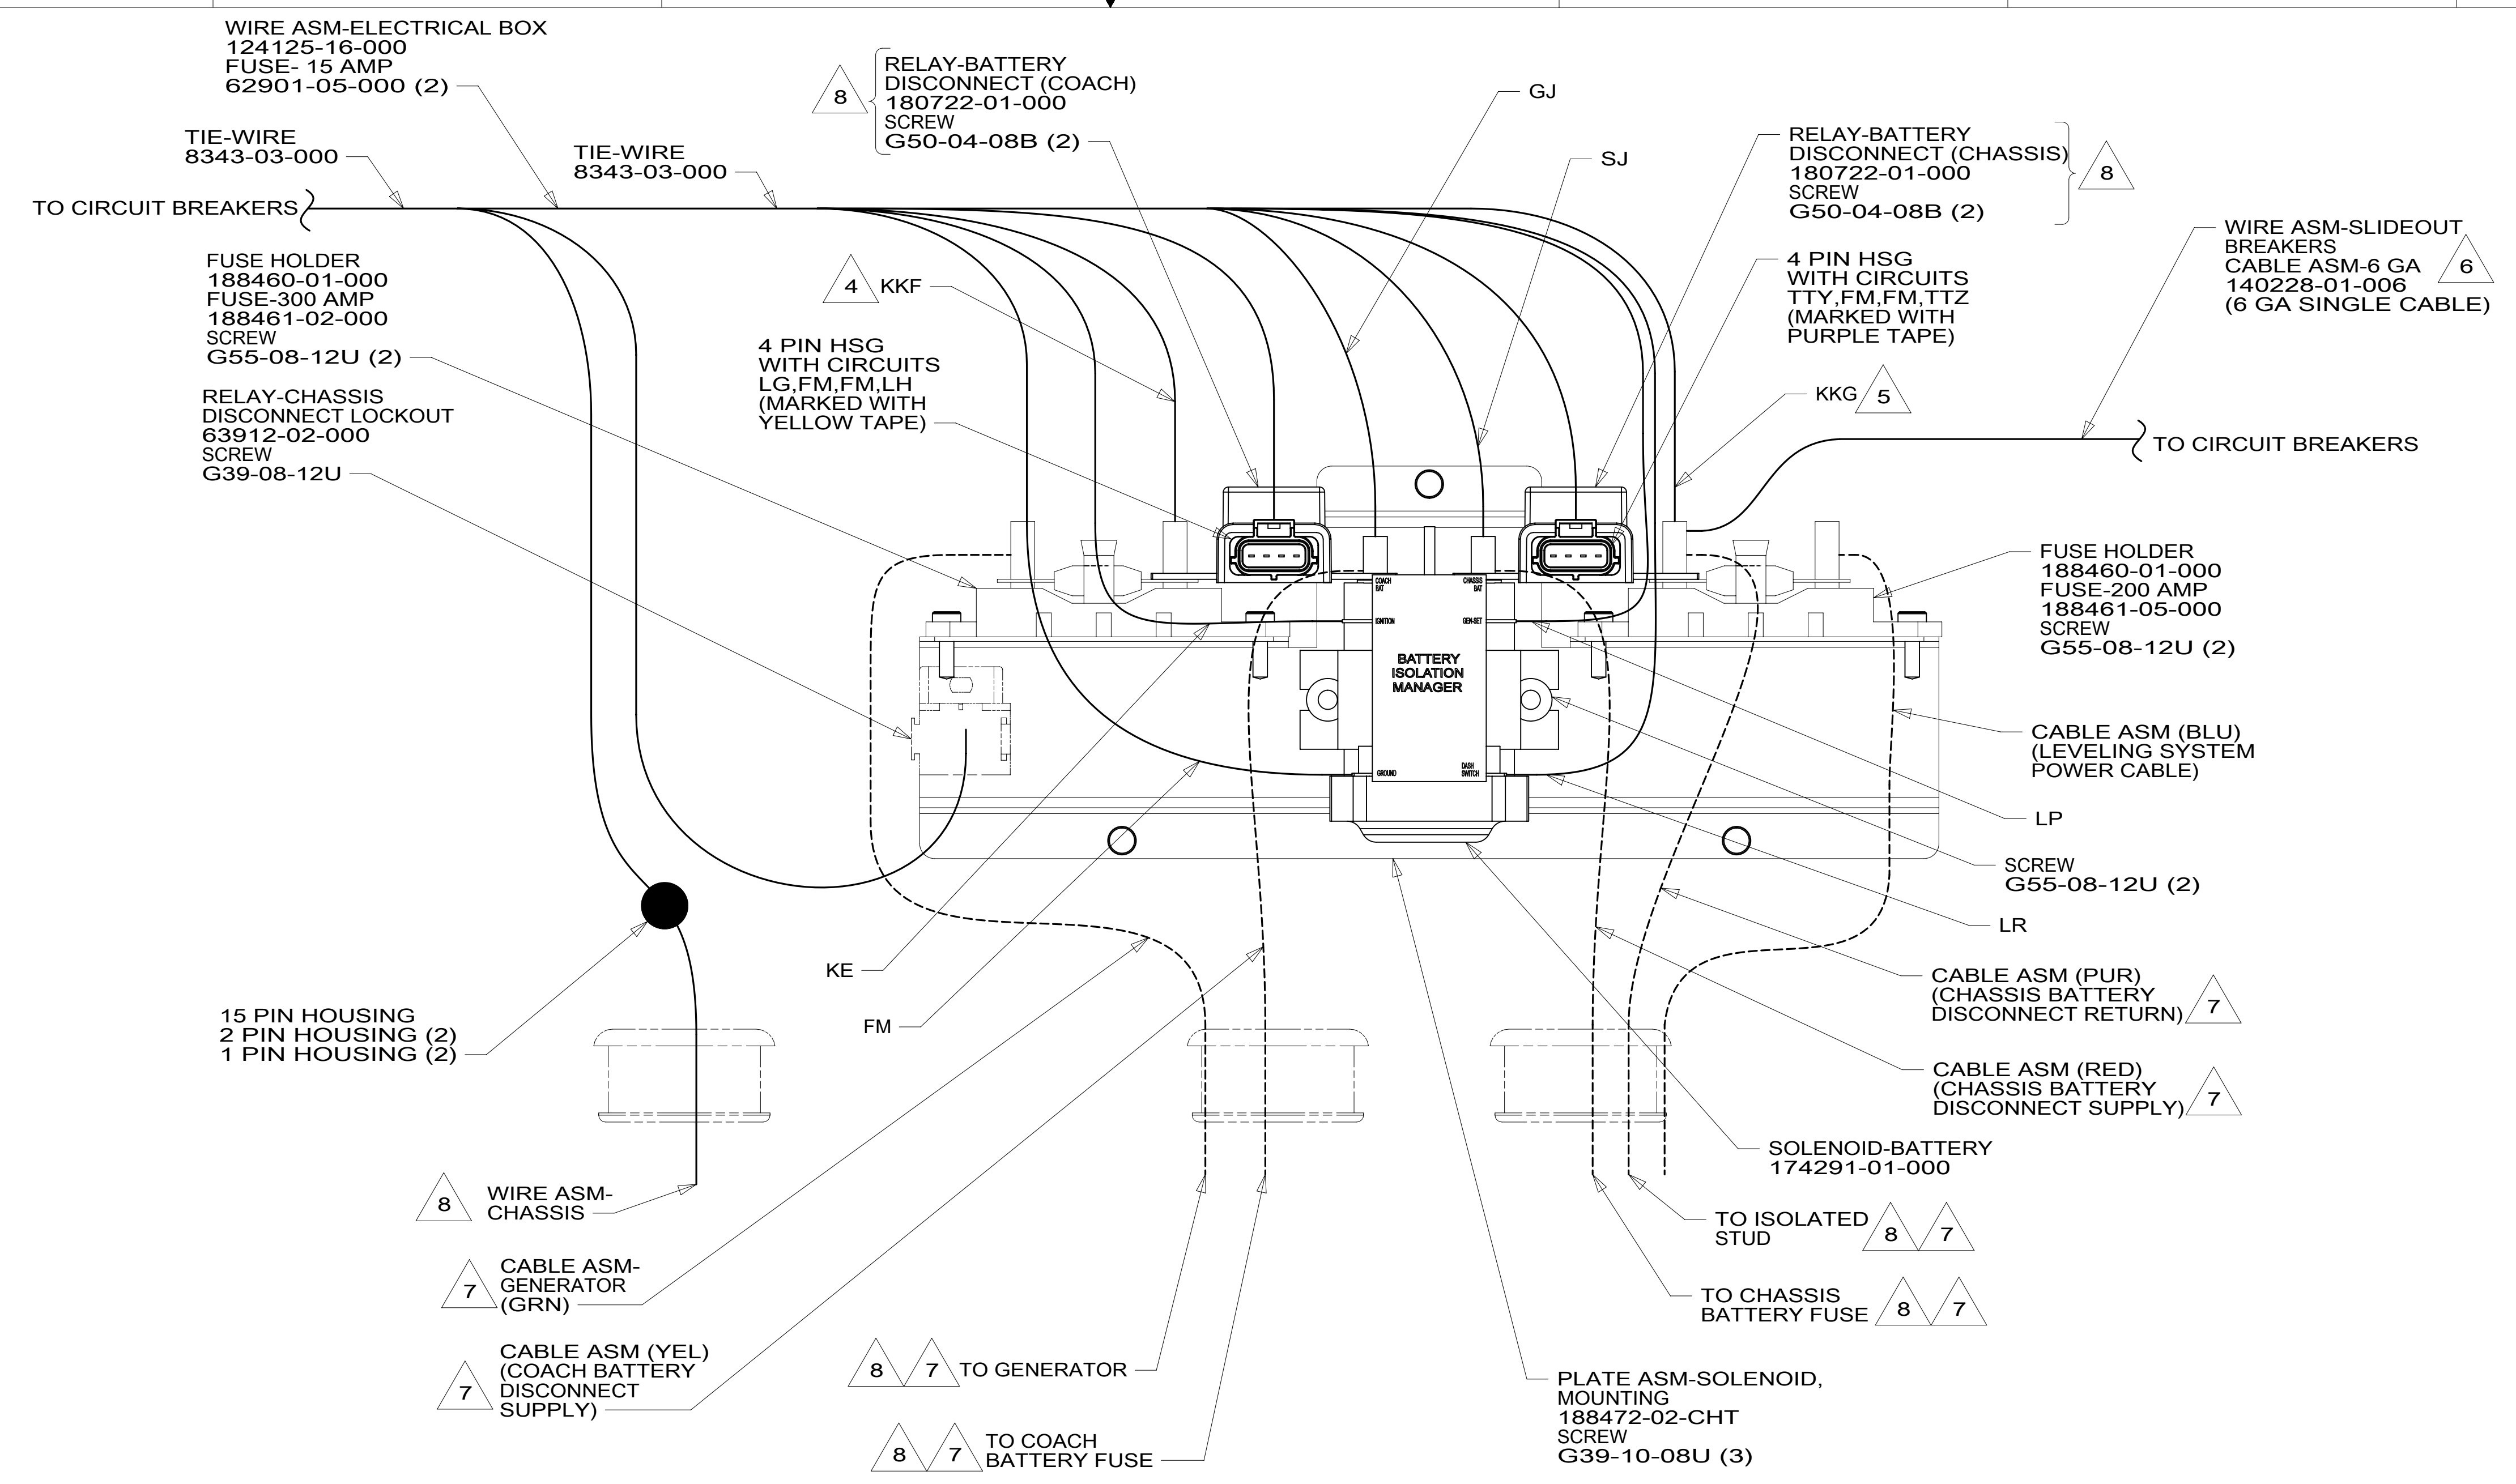 WIRE ASM-ELECTRICAL BOX
124125-16-000
FUSE- 15 AMP
62901-05-000 (2)
TIE-WIRE
8343-03-000
TIE-WIRE
8343-03-000
TO CIRCUIT BREAKERS
8
RELAY-BATTERY
DISCONNECT (COACH)
180722-01-000
SCREW
G50-04-08B (2)
GJ
SJ
RELAY-BATTERY
DISCONNECT (CHASSIS)
180722-01-000
SCREW
G50-04-08B (2)
8
WIRE ASM-SLIDEOUT
BREAKERS
CABLE ASM-6 GA
140228-01-006
(6 GA SINGLE CABLE)
6
FUSE HOLDER
188460-01-000
FUSE-300 AMP
188461-02-000
SCREW
G55-08-12U (2)
4
KKF
4 PIN HSG
WITH CIRCUITS
TTY,FM,FM,TTZ
(MARKED WITH
PURPLE TAPE)
4 PIN HSG
WITH CIRCUITS
LG,FM,FM,LH
(MARKED WITH
YELLOW TAPE)
RELAY-CHASSIS
DISCONNECT LOCKOUT
63912-02-000
SCREW
G39-08-12U
KKG
5
TO CIRCUIT BREAKERS
COACH
BAT
CHASSIS
BAT
IGNITION
GEN-SET
BATTERY
ISOLATION
MANAGER
GROUND
DASH
SWITCH
FUSE HOLDER
188460-01-000
FUSE-200 AMP
188461-05-000
SCREW
G55-08-12U (2)
CABLE ASM (BLU)
(LEVELING SYSTEM
POWER CABLE)
LP
SCREW
G55-08-12U (2)
LR
KE
FM
15 PIN HOUSING
2 PIN HOUSING (2)
1 PIN HOUSING (2)
CABLE ASM (PUR)
(CHASSIS BATTERY
DISCONNECT RETURN)
7
CABLE ASM (RED)
(CHASSIS BATTERY
DISCONNECT SUPPLY)
7
SOLENOID-BATTERY
174291-01-000
8
WIRE ASM-
CHASSIS
TO ISOLATED
STUD
8
7
7
CABLE ASM-
GENERATOR
(GRN)
TO CHASSIS
BATTERY FUSE
8
7
7
CABLE ASM (YEL)
(COACH BATTERY
DISCONNECT
SUPPLY)
8
7
TO GENERATOR
PLATE ASM-SOLENOID,
MOUNTING
188472-02-CHT
SCREW
G39-10-08U (3)
8
7
TO COACH
BATTERY FUSE